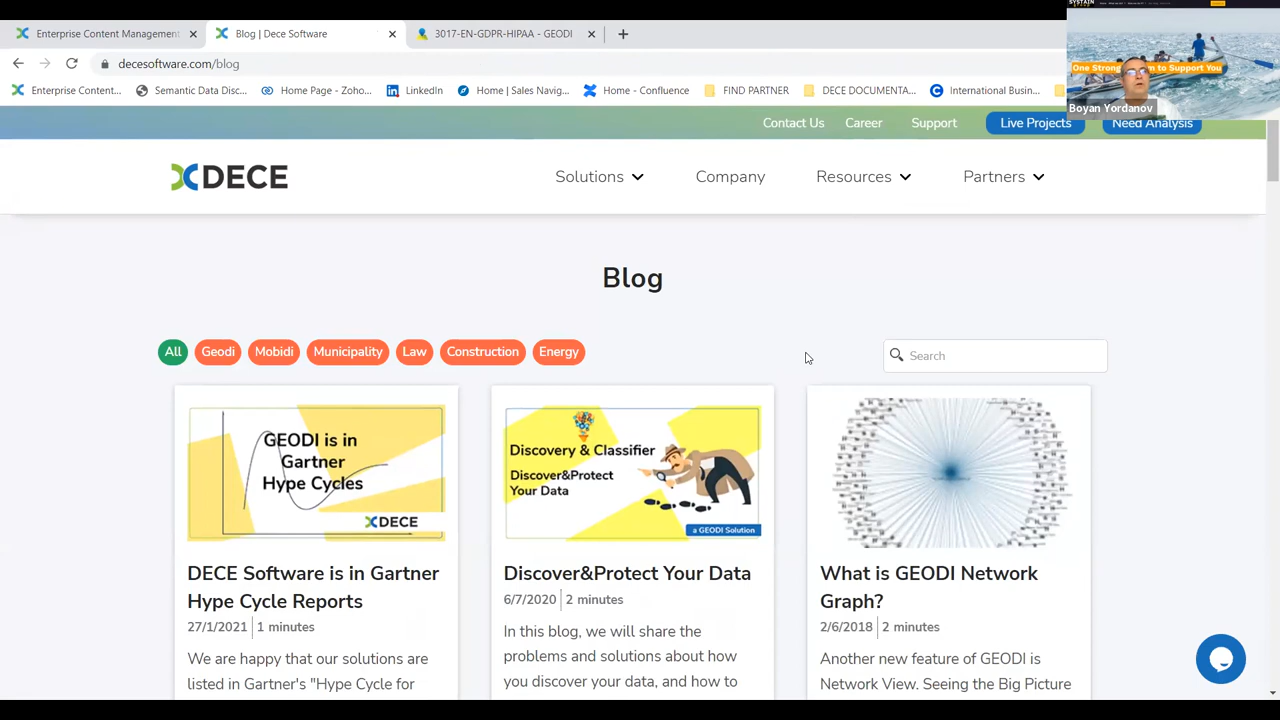 Enterprise Content Management
Blog | Dece Software
3017-EN-GDPR-HIPAA - GEODI
decesoftware.com/blog
Enterprise Content...
Semantic Data Disc...
Home Page - Zoho...
ales Navig...
Home - Confluence
FIND PARTNER
DECE DOCUMENTA...
International Busin...
SYSTAIN
One Strong
m to Support You
Boyan Yordanov
Contact Us
Career
Support
Live Projects
Need Analysis
DECE
Solutions
Company
Resources
Partners
Blog
All
Geodi
Mobidi
Municipality
Law
Construction
Energy
Search
GEODI is in
Gartner
Hype Cycles
DECE
DECE Software is in Gartner
Hype Cycle Reports
27/1/2021 | 1 minutes
We are happy that our solutions are
listed in Gartner's "Hype Cycle for
Discovery & Classifier
Discover&Protect
Your Data
a GEODI Solution
Discover&Protect Your Data
6/7/2020 | 2 minutes
In this blog, we will share the
problems and solutions about how
to discover your data, and how to
What is GEODI Network
Graph?
2/6/2018 | 2 minutes
Another new feature of GEODI is
Network View. Seeing the Big Picture